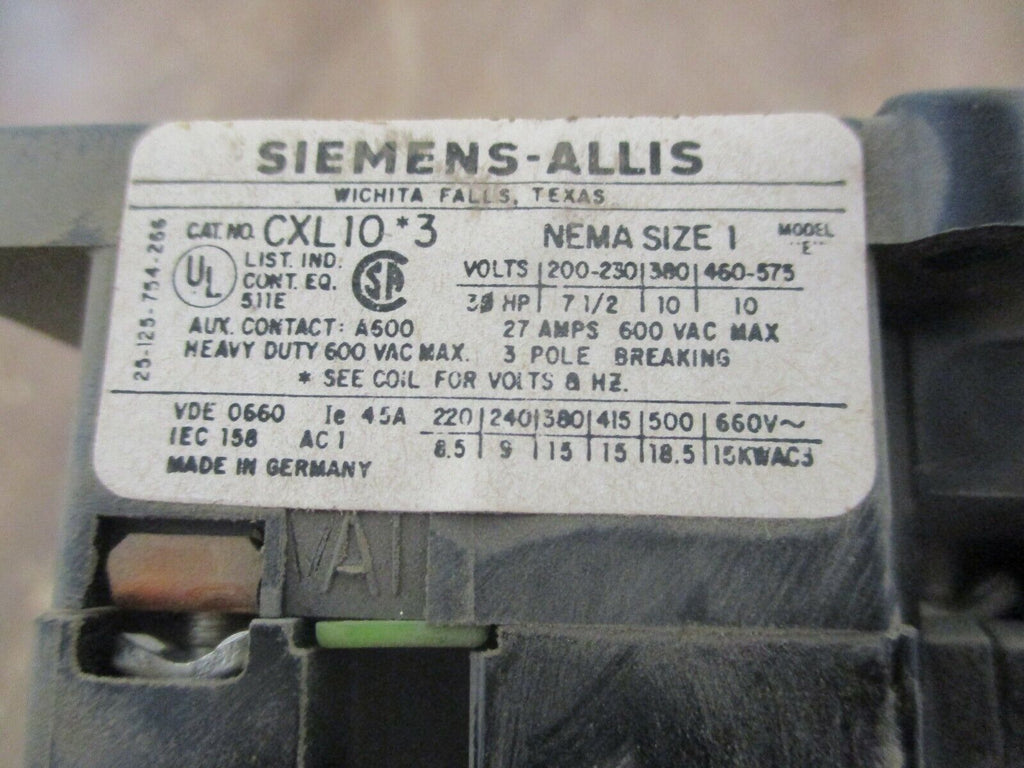 SIEMENS-ALLIS
WICHITA FALLS, TEXAS
25-125-754-266
CAT. NO. CXL10 *3
NEMA SIZE 1
MODEL "E"
UL LIST. IND. CONT. EQ. 511E
SA
VOLTS 200-230 380 460-575
3Ø HP 7 1/2 10 10
AUX. CONTACT: A600
27 AMPS 600 VAC MAX
HEAVY DUTY 600 VAC MAX.
3 POLE BREAKING
* SEE COIL FOR VOLTS & HZ.
VDE 0660 Ie 45A 220 240 380 415 500 660V~
IEC 158 AC1 8.5 9 15 15 18.5 15KWAC3
MADE IN GERMANY